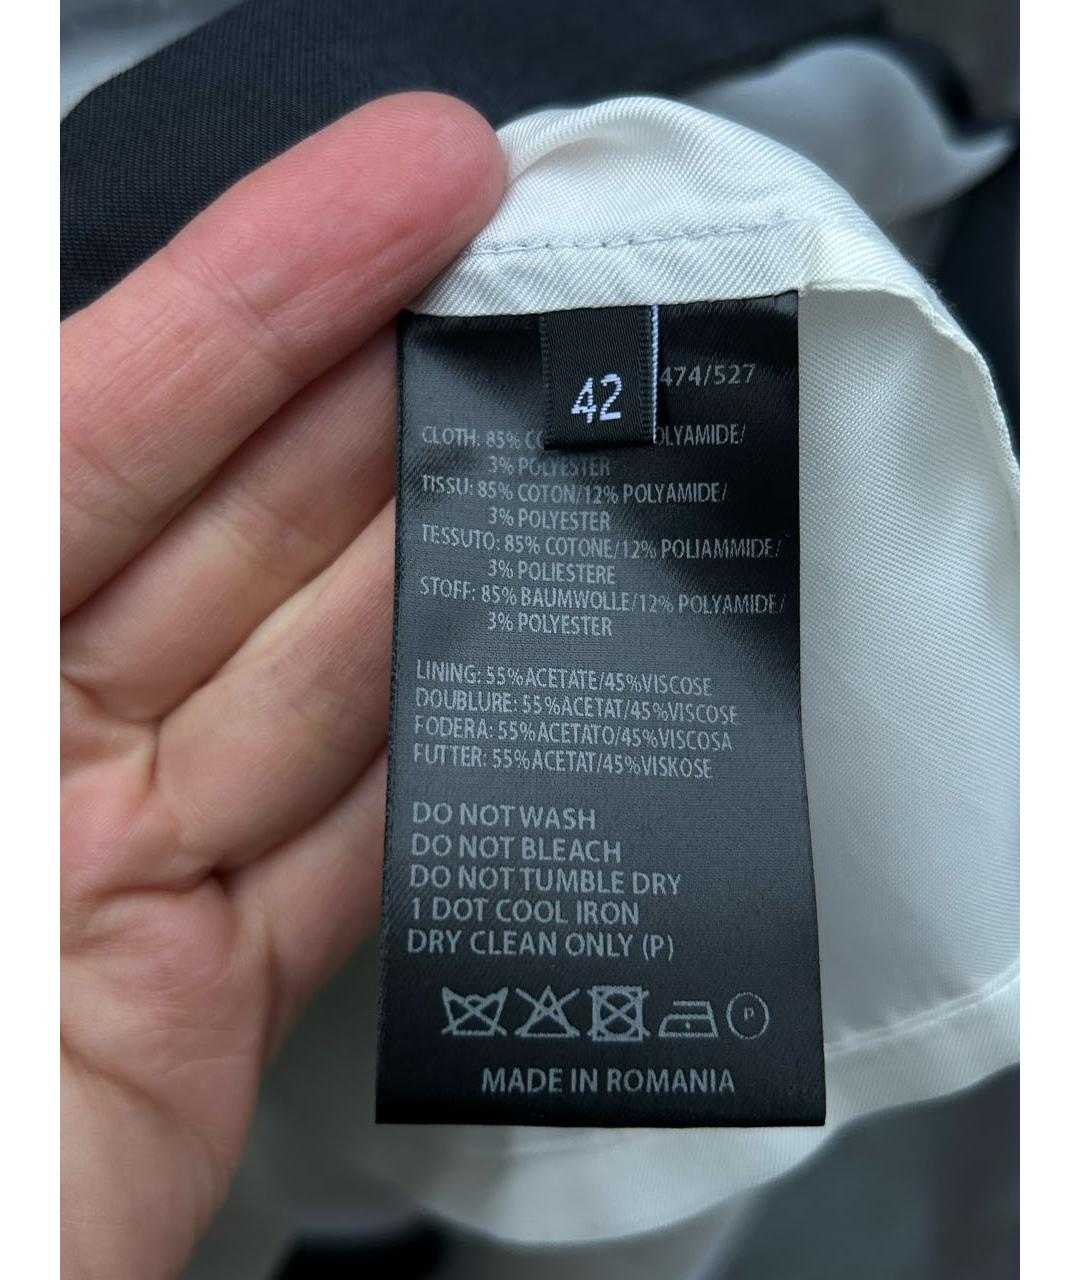 42
474/527
CLOTH: 85% CO OLYAMIDE/
3% POLYESTER
TISSU: 85% COTON/12% POLYAMIDE/
3% POLYESTER
TESSUTO: 85% COTONE/12% POLIAMMIDE/
3% POLIESTERE
STOFF: 85% BAUMWOLLE/12% POLYAMIDE/
3% POLYESTER
LINING: 55%ACETATE/45%VISCOSE
DOUBLURE: 55%ACETAT/45%VISCOSE
FODERA: 55%ACETATO/45%VISCOSA
FUTTER: 55%ACETAT/45%VISKOSE
DO NOT WASH
DO NOT BLEACH
DO NOT TUMBLE DRY
1 DOT COOL IRON
DRY CLEAN ONLY (P)
P
MADE IN ROMANIA